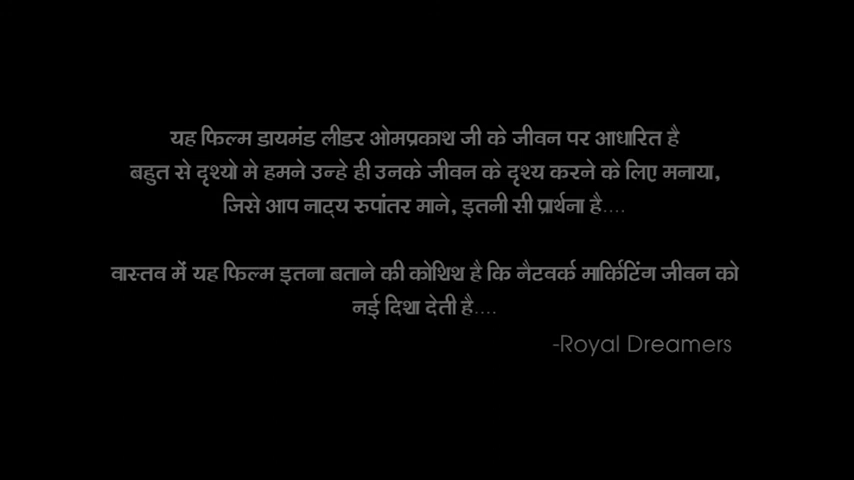 यह फिल्म डायमंड लीडर ओमप्रकाश जी के जीवन पर आधारित है
बहुत से दृश्यो मे हमने उन्हे ही उनके जीवन के दृश्य करने के लिए मनाया,
जिसे आप नाट्य रुपांतर माने, इतनी सी प्रार्थना है....
वास्तव में यह फिल्म इतना बताने की कोशिश है कि नैटवर्क मार्किटिंग जीवन को
नई दिशा देती है....
-Royal Dreamers